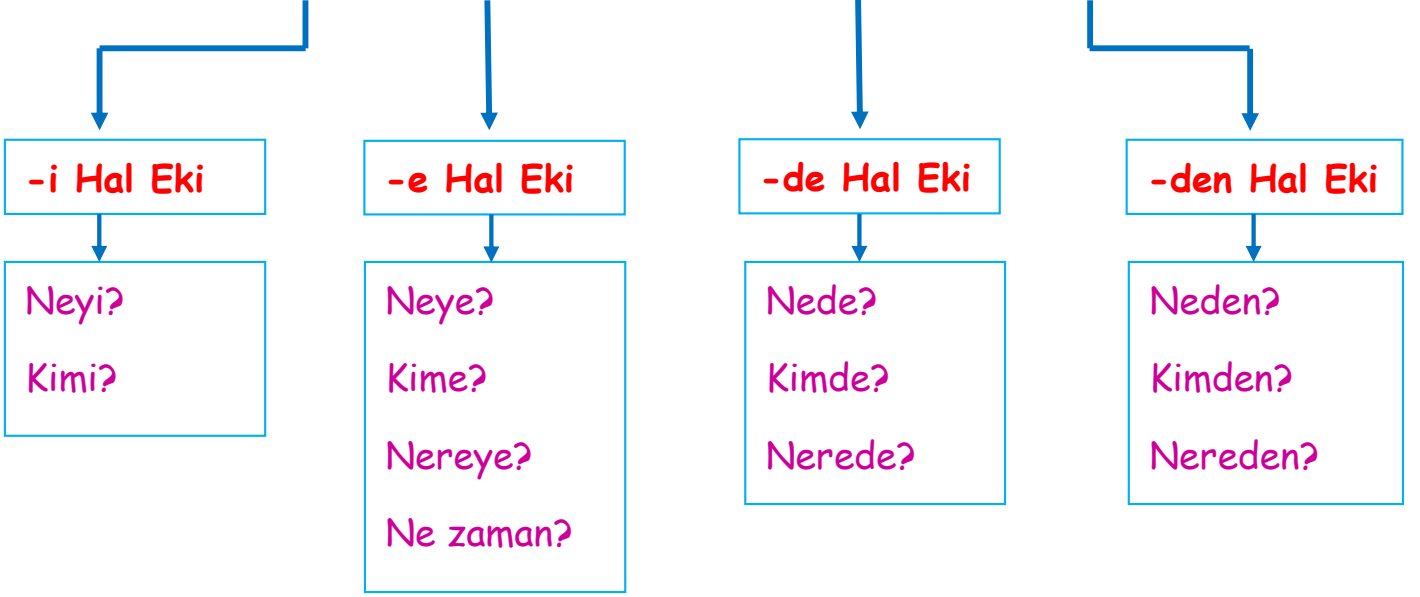 -i Hal Eki
-e Hal Eki
-de Hal Eki
-den Hal Eki
Neyi?
Kimi?
Neye?
Kime?
Nereye?
Ne zaman?
Nede?
Kimde?
Nerede?
Neden?
Kimden?
Nereden?